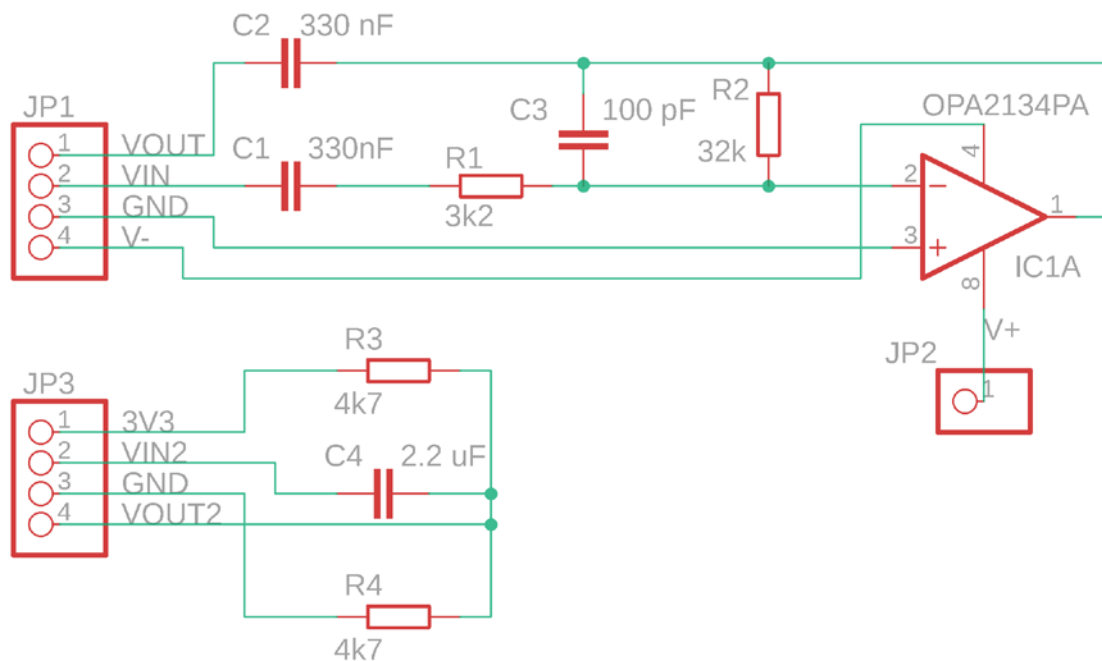 C2 330 nF
JP1
1 VOUT
2 VIN
3 GND
4 V-
C1 330nF
R1
3k2
C3 100 pF
R2
32k
OPA2134PA
4
2 −
3 +
1
IC1A
8
V+
JP2
1
JP3
1 3V3
2 VIN2
3 GND
4 VOUT2
R3
4k7
C4 2.2 uF
R4
4k7